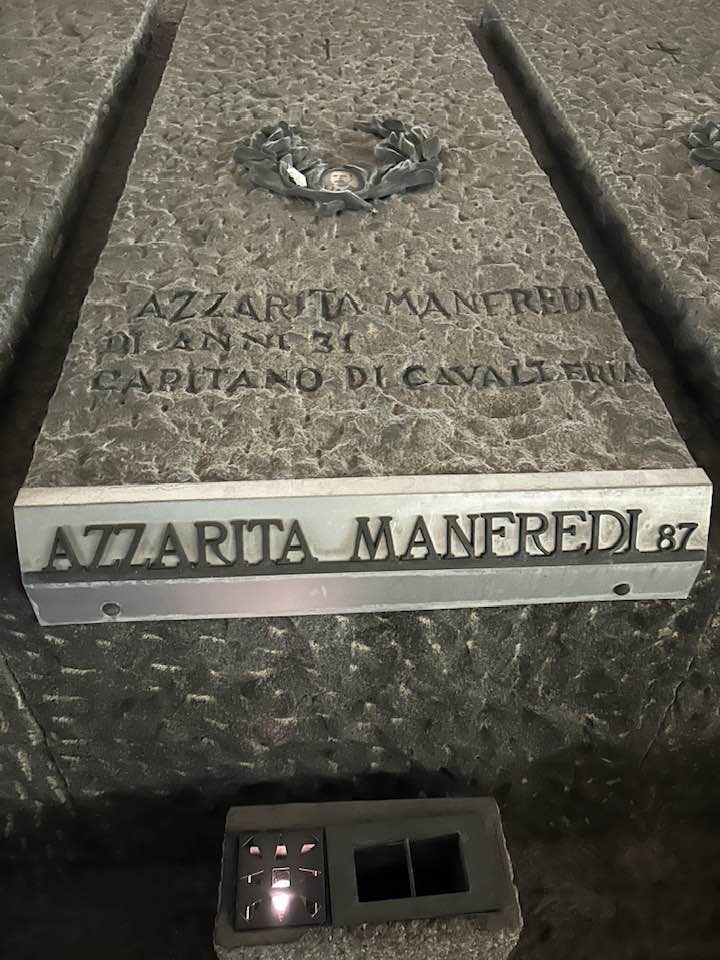 AZZARITA MANFREDI
DI ANNI 31
CAPITANO DI CAVALLERIA
AZZARITA MANFREDI 87